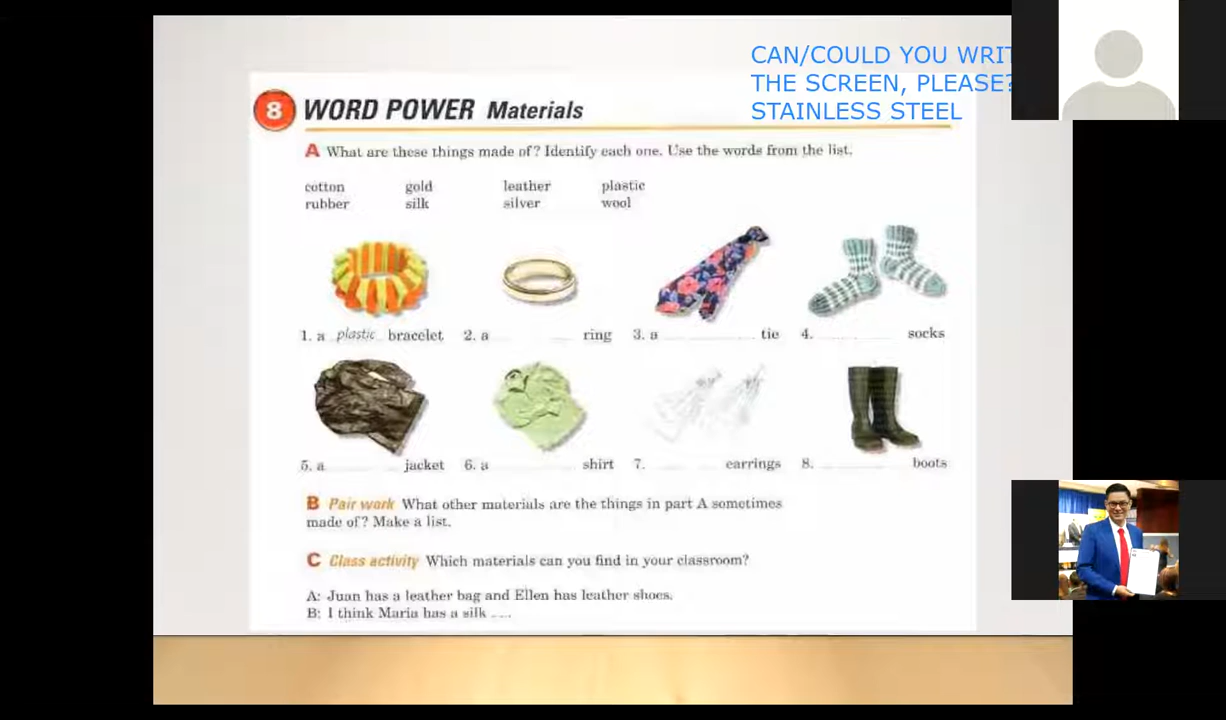 CAN/COULD YOU WRIT
THE SCREEN, PLEASE?
STAINLESS STEEL
8 WORD POWER Materials
A What are these things made of? Identify each one. Use the words from the list.
cotton gold leather plastic
rubber silk silver wool
1. a plastic bracelet 2. a ring 3. a tie 4. socks
5. a jacket 6. a shirt 7. earrings 8. boots
B Pair work What other materials are the things in part A sometimes
made of? Make a list.
C Class activity Which materials can you find in your classroom?
A: Juan has a leather bag and Ellen has leather shoes.
B: I think Maria has a silk ....